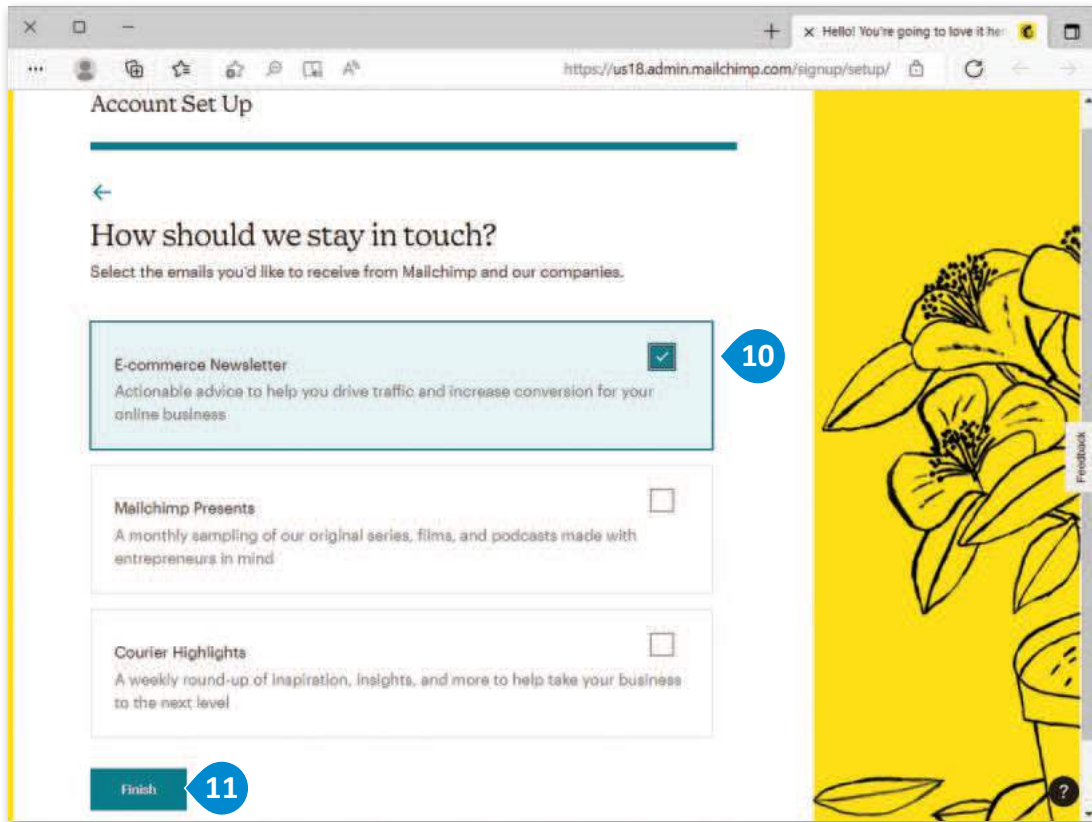 Hello! You're going to love it he
https://us18.admin.mailchimp.com/signup/setup/
Account Set Up
How should we stay in touch?
Select the emails you'd like to receive from Mailchimp and our companies.
E-commerce Newsletter
Actionable advice to help you drive traffic and increase conversion for your
online business
10
Mailchimp Presents
A monthly sampling of our original series, films, and podcasts made with
entrepreneurs in mind
Courier Highlights
A weekly round-up of inspiration, insights, and more to help take your business
to the next level
Finish
11
Feedback
?